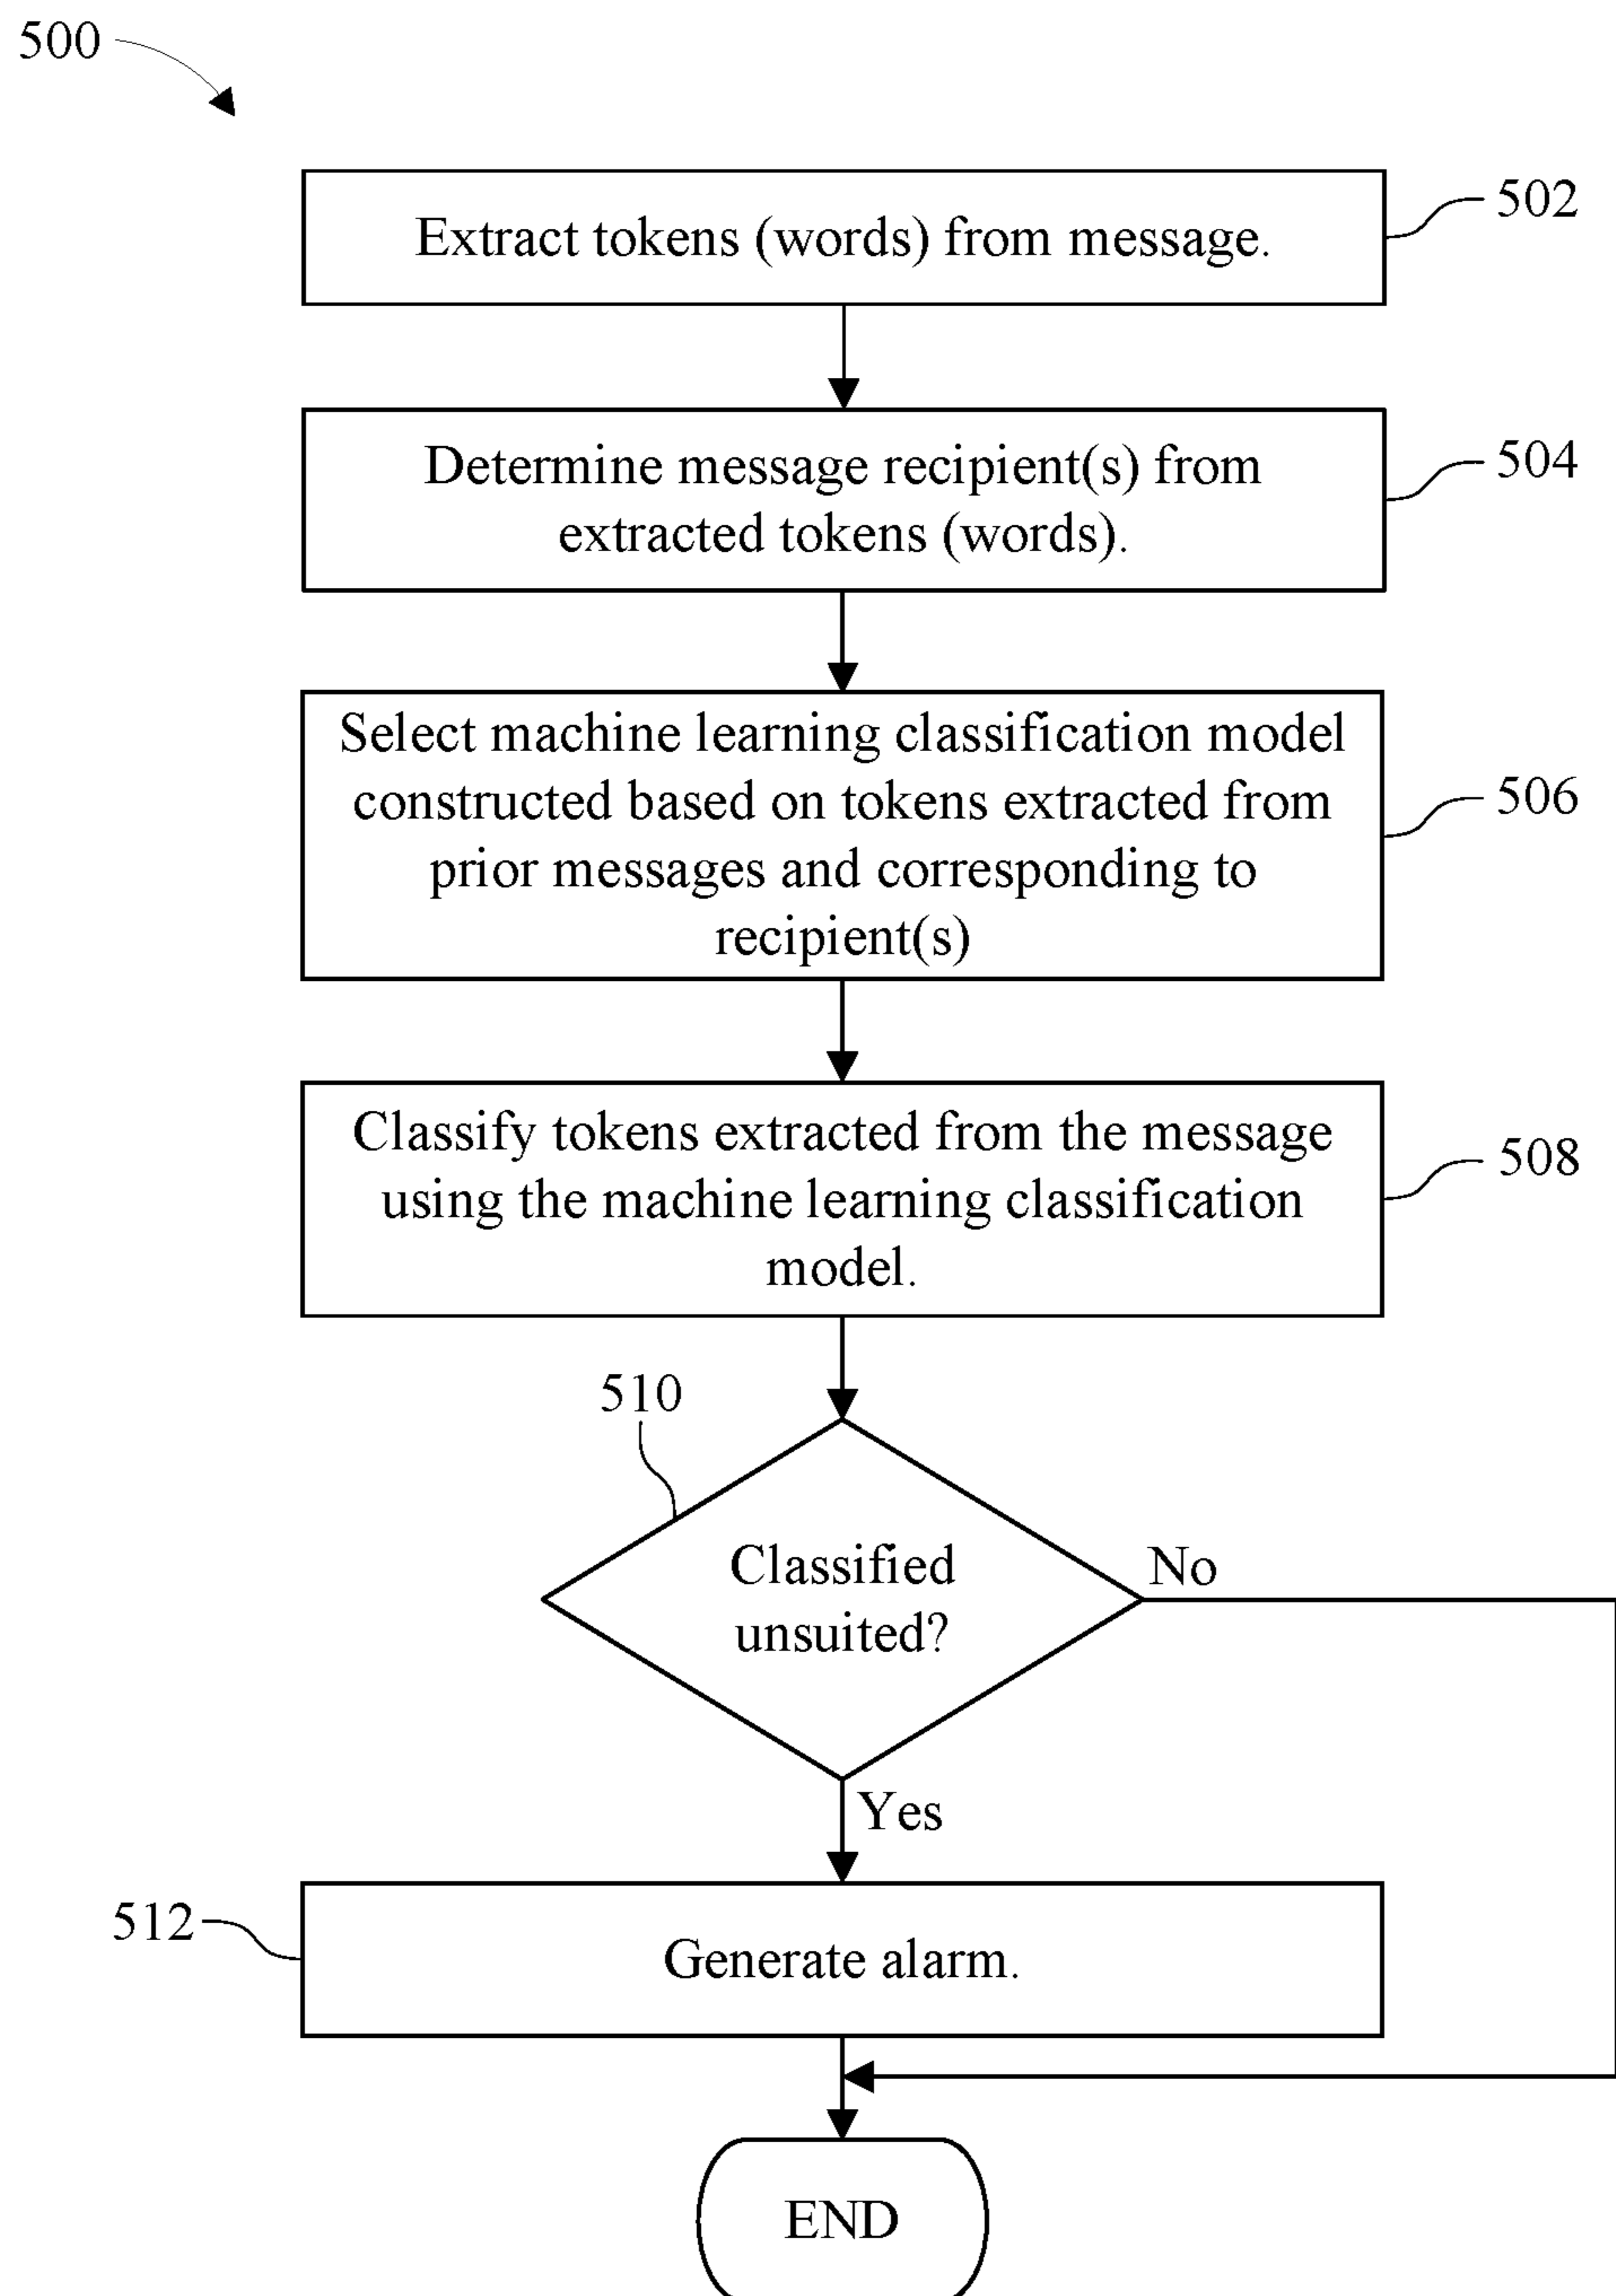 500
Extract tokens (words) from message.
502
Determine message recipient(s) from
extracted tokens (words).
504
Select machine learning classification model
constructed based on tokens extracted from
prior messages and corresponding to
recipient(s)
506
Classify tokens extracted from the message
using the machine learning classification
model.
508
510
Classified
unsuited?
No
Yes
512
Generate alarm.
END